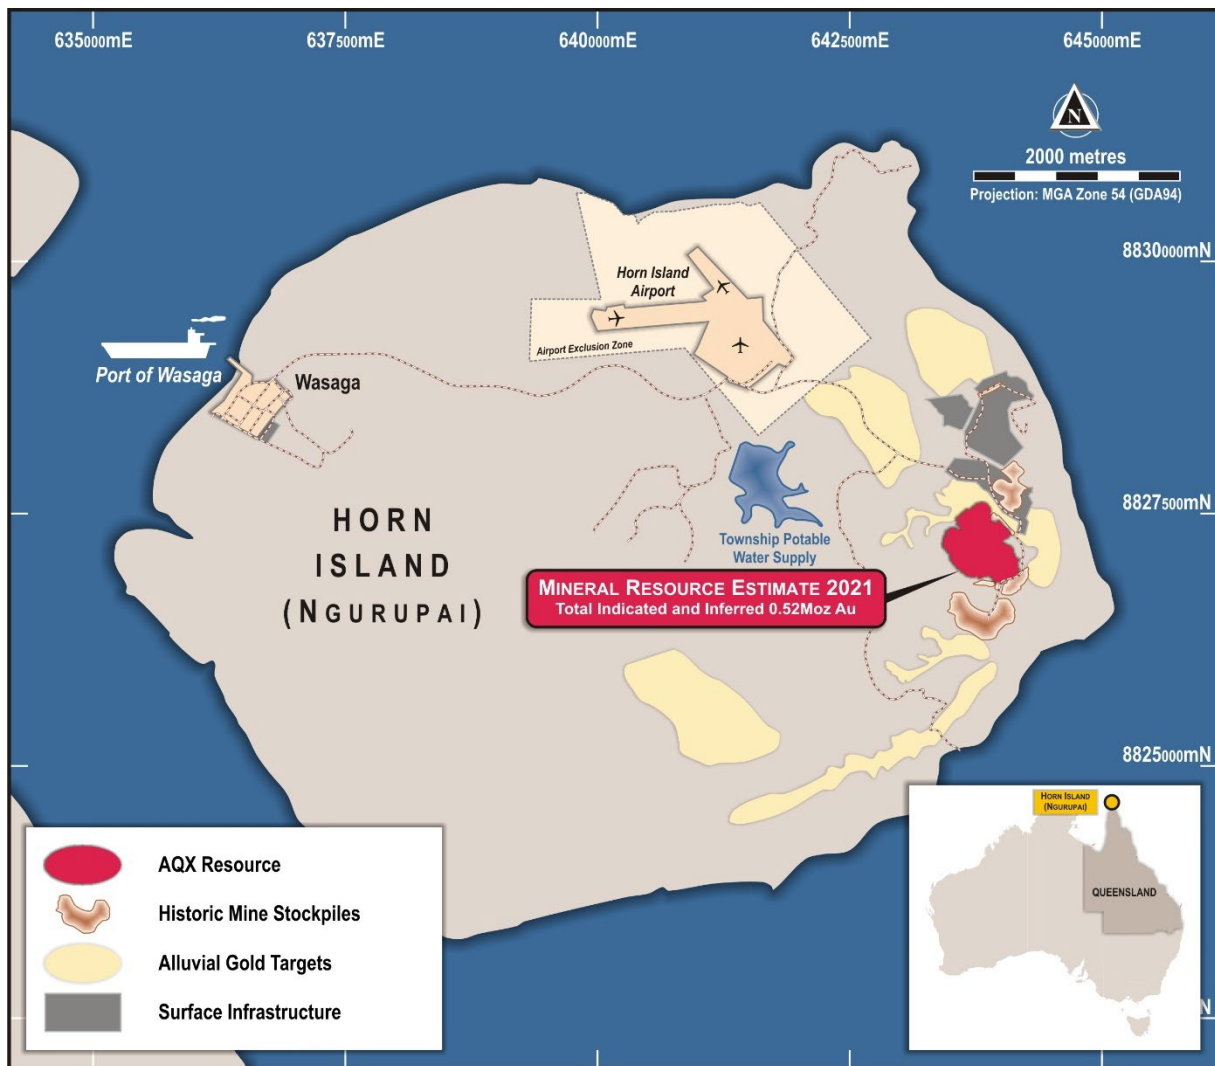 635000mE
637500mE
640000mE
642500mE
645000mE
N
2000 metres
Projection: MGA Zone 54 (GDA94)
8830000mN
Horn Island
Airport
Airport Exclusion Zone
Port of Wasaga
Wasaga
8827500mN
HORN
ISLAND
(NGURUPAI)
Township Potable
Water Supply
MINERAL RESOURCE ESTIMATE 2021
Total Indicated and Inferred 0.52Moz Au
8825000mN
AQX Resource
Historic Mine Stockpiles
Alluvial Gold Targets
Surface Infrastructure
HORN ISLAND
(NGURUPAI)
QUEENSLAND
N